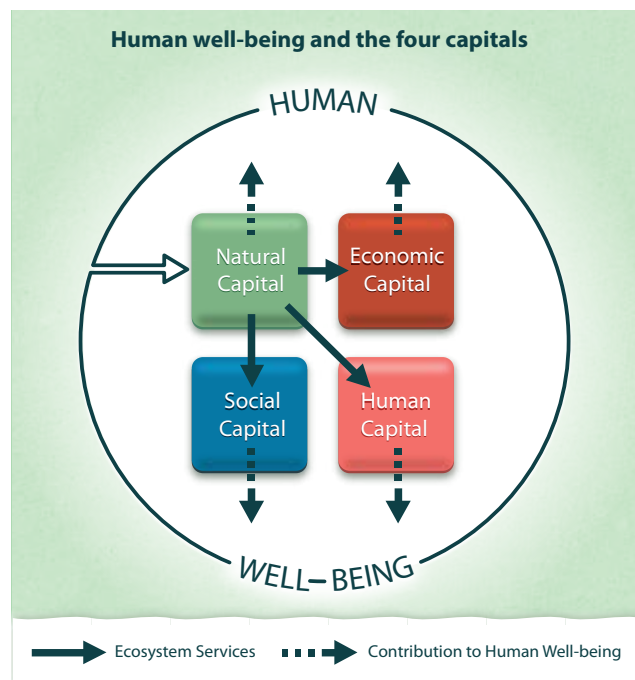 Human well-being and the four capitals
HUMAN
Natural
Capital
Economic
Capital
Social
Capital
Human
Capital
WELL–BEING
Ecosystem Services
Contribution to Human Well-being